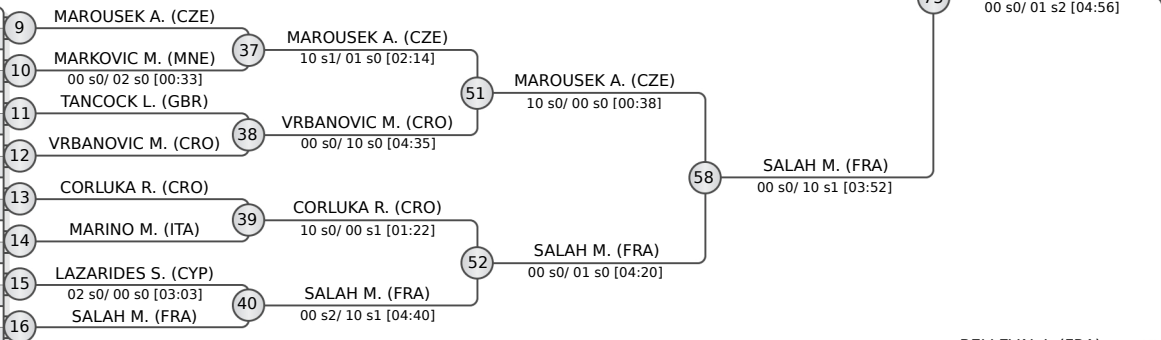 00 s0/ 01 s2 [04:56]
9
MAROUSEK A. (CZE)
37
MAROUSEK A. (CZE)
10 s1/ 01 s0 [02:14]
10
MARKOVIC M. (MNE)
00 s0/ 02 s0 [00:33]
51
MAROUSEK A. (CZE)
10 s0/ 00 s0 [00:38]
11
TANCOCK L. (GBR)
38
VRBANOVIC M. (CRO)
00 s0/ 10 s0 [04:35]
12
VRBANOVIC M. (CRO)
58
SALAH M. (FRA)
00 s0/ 10 s1 [03:52]
13
CORLUKA R. (CRO)
39
CORLUKA R. (CRO)
10 s0/ 00 s1 [01:22]
14
MARINO M. (ITA)
52
SALAH M. (FRA)
00 s0/ 01 s0 [04:20]
15
LAZARIDES S. (CYP)
02 s0/ 00 s0 [03:03]
40
SALAH M. (FRA)
00 s2/ 10 s1 [04:40]
16
SALAH M. (FRA)